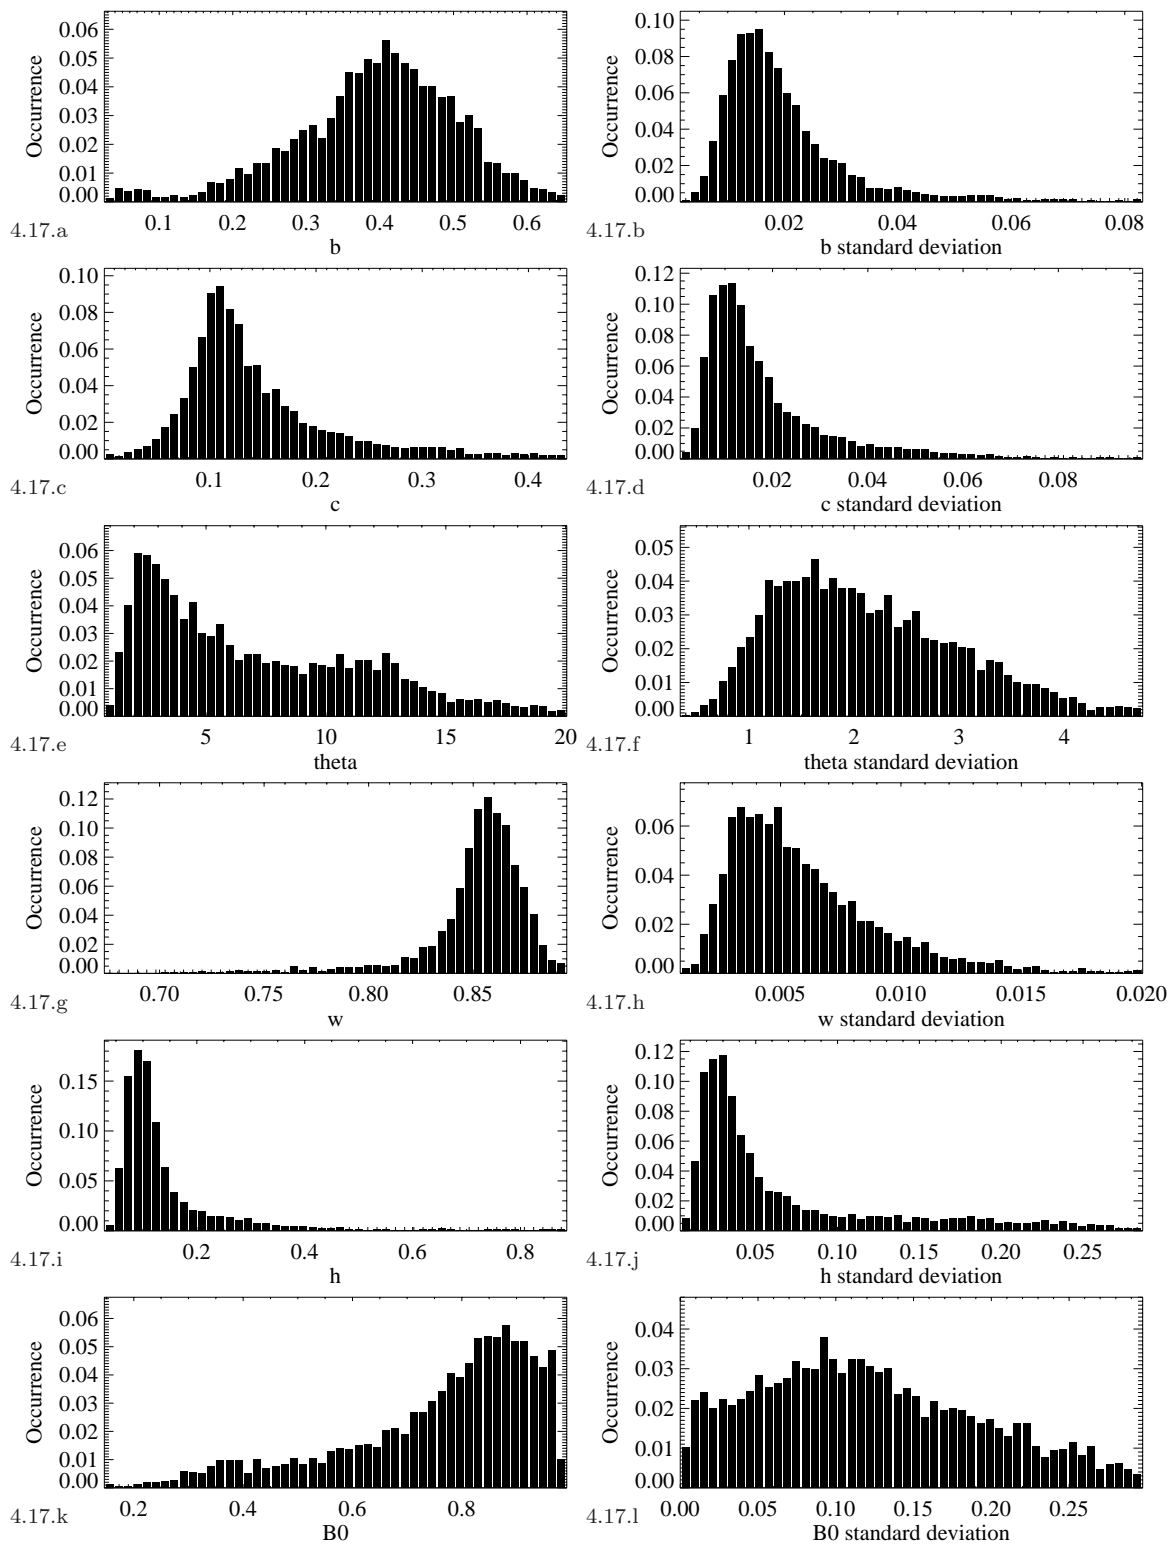 0.06
0.05
0.04
0.03
0.02
0.01
0.00
Occurrence
0.1 0.2 0.3 0.4 0.5 0.6
4.17.a
b
0.10
0.08
0.06
0.04
0.02
0.00
Occurrence
0.02 0.04 0.06 0.08
4.17.b
b standard deviation
0.10
0.08
0.06
0.04
0.02
0.00
Occurrence
0.1 0.2 0.3 0.4
4.17.c
c
0.12
0.10
0.08
0.06
0.04
0.02
0.00
Occurrence
0.02 0.04 0.06 0.08
4.17.d
c standard deviation
0.06
0.05
0.04
0.03
0.02
0.01
0.00
Occurrence
5 10 15 20
4.17.e
theta
0.05
0.04
0.03
0.02
0.01
0.00
Occurrence
1 2 3 4
4.17.f
theta standard deviation
0.12
0.10
0.08
0.06
0.04
0.02
0.00
Occurrence
0.70 0.75 0.80 0.85
4.17.g
w
0.06
0.04
0.02
0.00
Occurrence
0.005 0.010 0.015 0.020
4.17.h
w standard deviation
0.15
0.10
0.05
0.00
Occurrence
0.2 0.4 0.6 0.8
4.17.i
h
0.12
0.10
0.08
0.06
0.04
0.02
0.00
Occurrence
0.05 0.10 0.15 0.20 0.25
4.17.j
h standard deviation
0.06
0.05
0.04
0.03
0.02
0.01
0.00
Occurrence
0.2 0.4 0.6 0.8
4.17.k
B0
0.04
0.03
0.02
0.01
0.00
Occurrence
0.00 0.05 0.10 0.15 0.20 0.25
4.17.l
B0 standard deviation